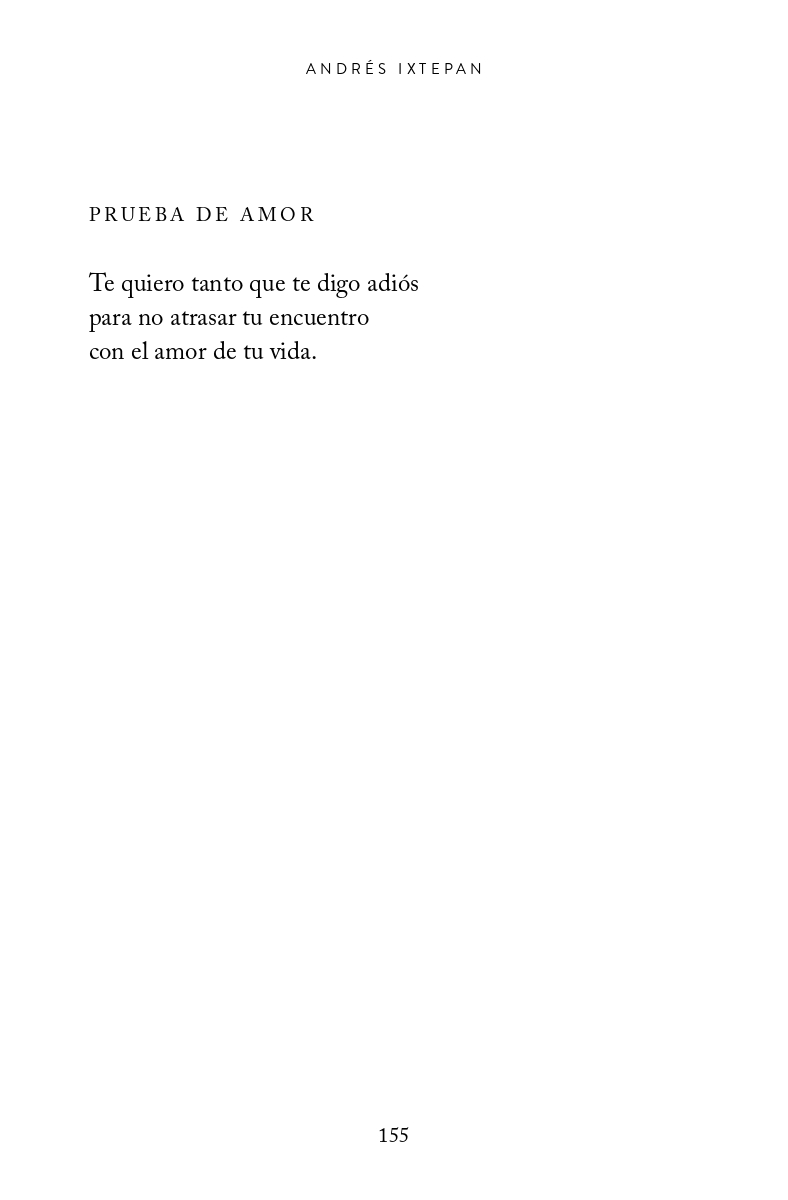 ANDRÉS IXTEPAN
PRUEBA DE AMOR
Te quiero tanto que te digo adiós
para no atrasar tu encuentro
con el amor de tu vida.
155